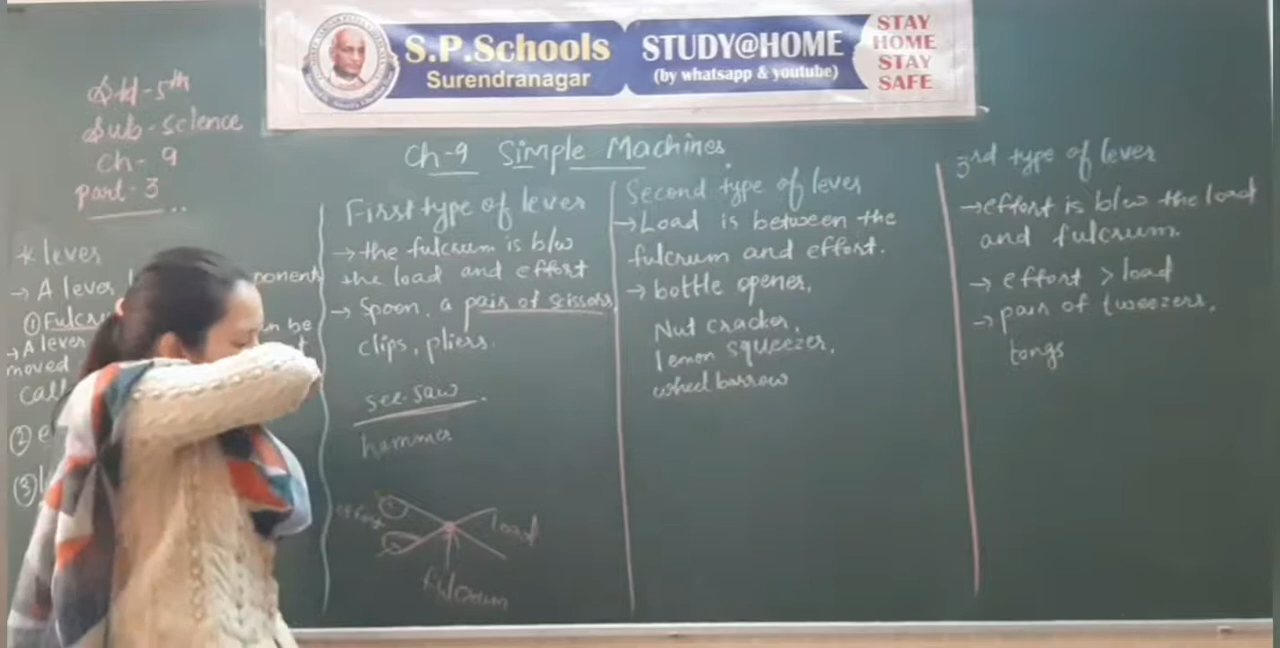 S.P.Schools
Surendranagar
STUDY@HOME
(by whatsapp & youtube)
STAY
HOME
STAY
SAFE
Std-5th
Sub-science
Ch-9
part-3
Ch-9 Simple Machines
* lever
→ A lever
ponents
① Fulcru
→ A lever
n be
moved
call
② e
③
First type of lever
→ the fulcrum is b/w
the load and effort
→ Spoon, a pair of scissors,
clips, pliers.
see-saw
hammer
effort
load
fulcrum
Second type of lever
→ Load is between the
fulcrum and effort.
→ bottle opener,
Nut cracker,
lemon squeezer,
wheel barrow
3rd type of lever
→ effort is b/w the load
and fulcrum
→ effort > load
→ pair of tweezers,
tongs